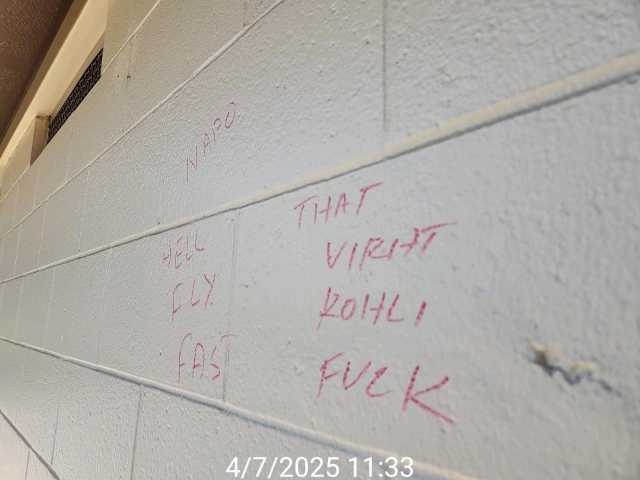 NAPO
HELL
FLY
FAST
THAT
VIRHT
KOHLI
FUCK
4/7/2025 11:33